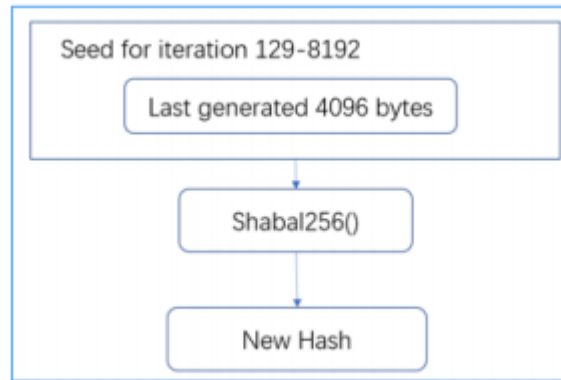 Seed for iteration 129-8192
Last generated 4096 bytes
Shabal256()
New Hash